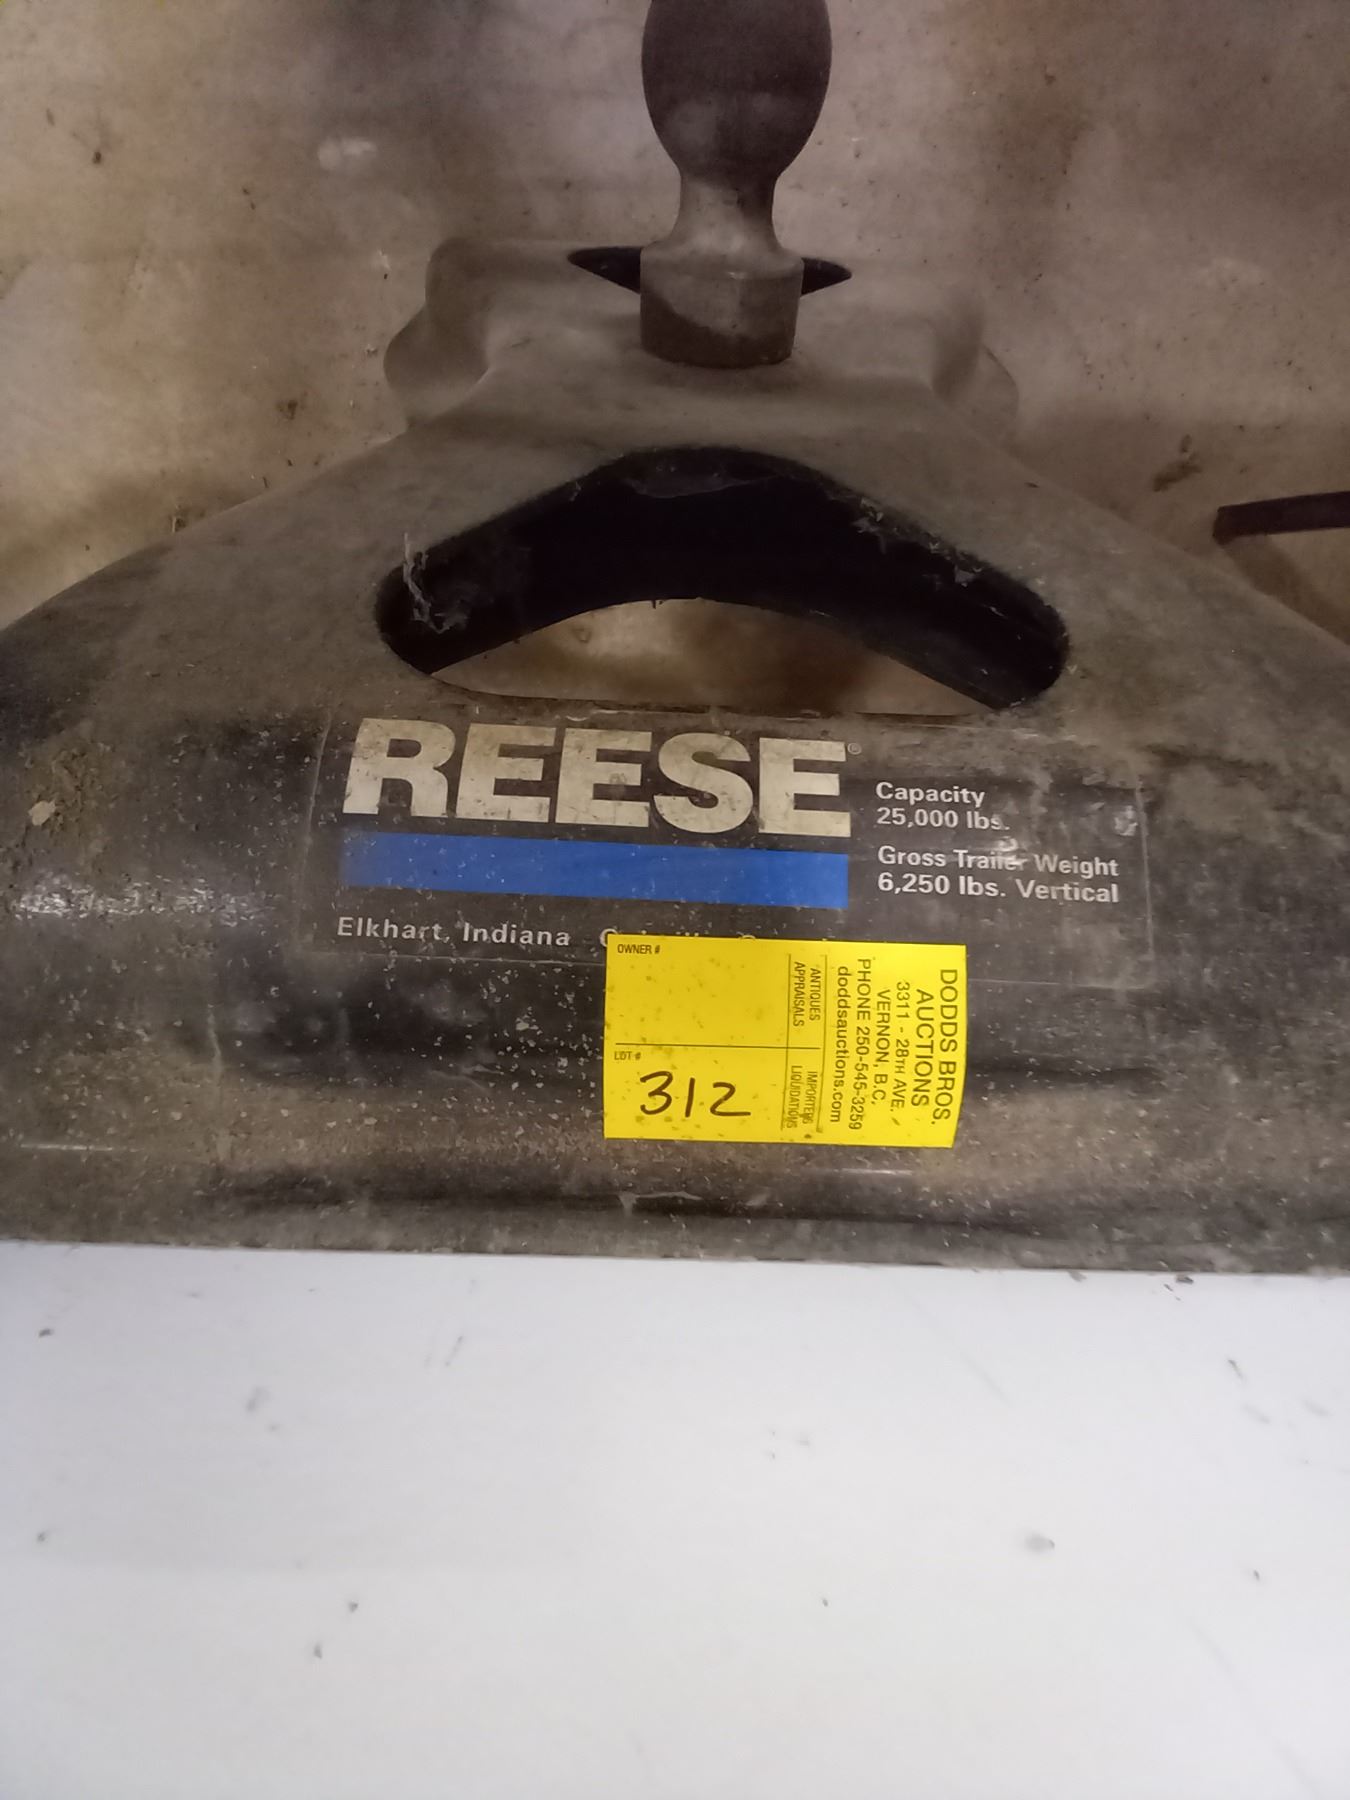 REESE®
Capacity
25,000 lbs.
Gross Trailer Weight
6,250 lbs. Vertical
Elkhart, Indiana
OWNER #
LOT #
312
ANTIQUES
APPRAISALS
IMPORTERS
LIQUIDATIONS
DODDS BROS.
AUCTIONS
3311 - 28TH AVE.
VERNON, B.C.
PHONE 250-545-3259
doddsauctions.com